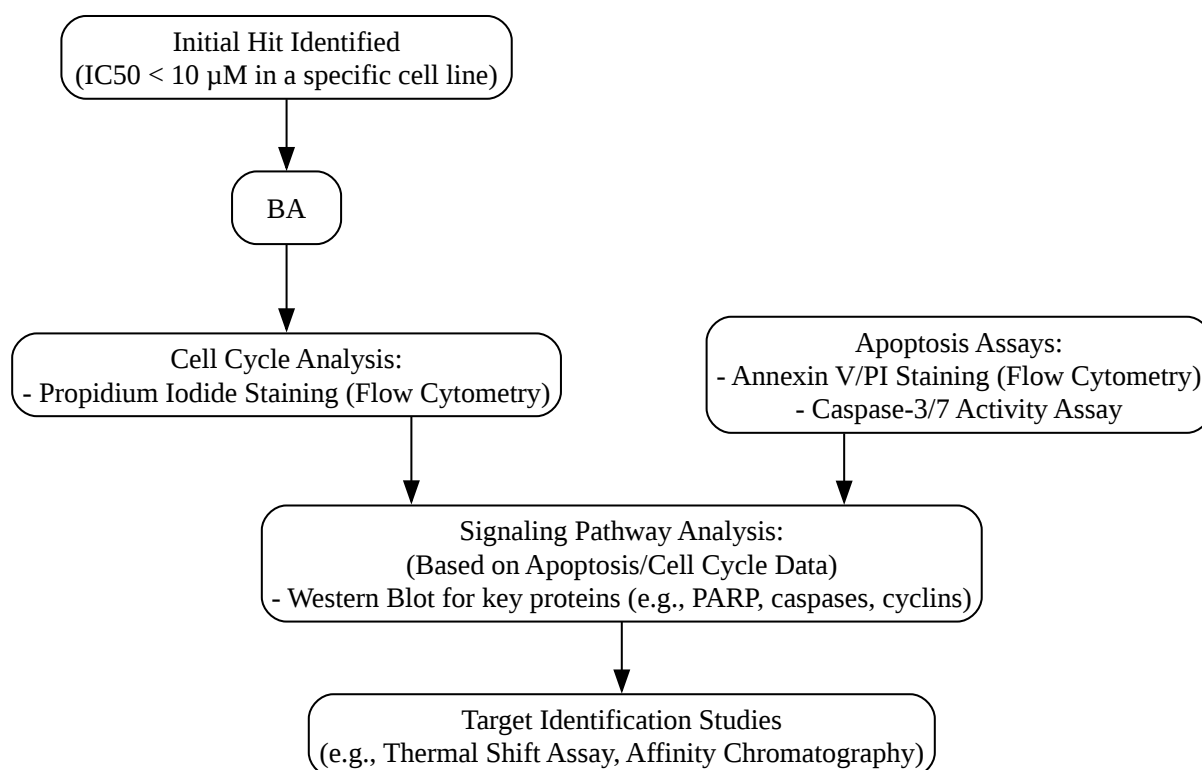 Initial Hit Identified
(IC50 < 10 µM in a specific cell line)
BA
Cell Cycle Analysis:
- Propidium Iodide Staining (Flow Cytometry)
Apoptosis Assays:
- Annexin V/PI Staining (Flow Cytometry)
- Caspase-3/7 Activity Assay
Signaling Pathway Analysis:
(Based on Apoptosis/Cell Cycle Data)
- Western Blot for key proteins (e.g., PARP, caspases, cyclins)
Target Identification Studies
(e.g., Thermal Shift Assay, Affinity Chromatography)